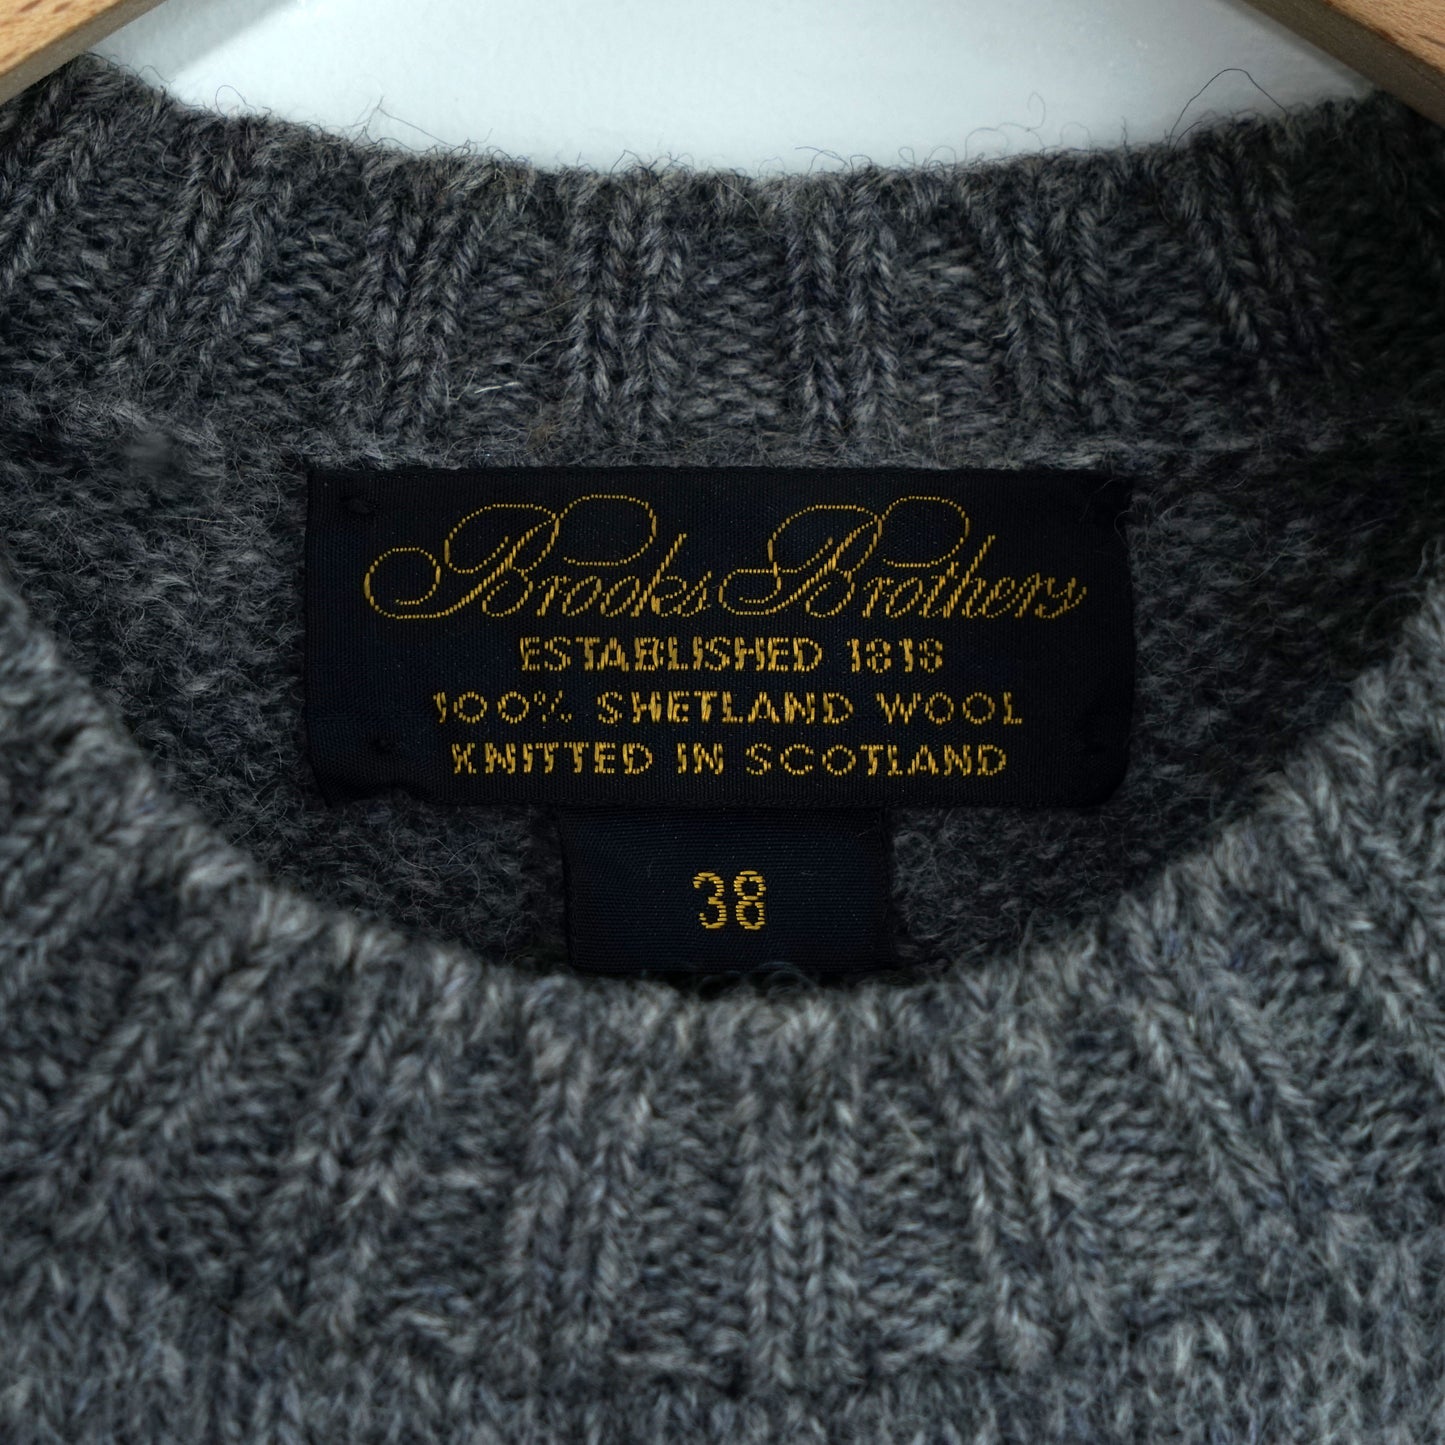 Brooks Brothers
ESTABLISHED 1818
100% SHETLAND WOOL
KNITTED IN SCOTLAND
38